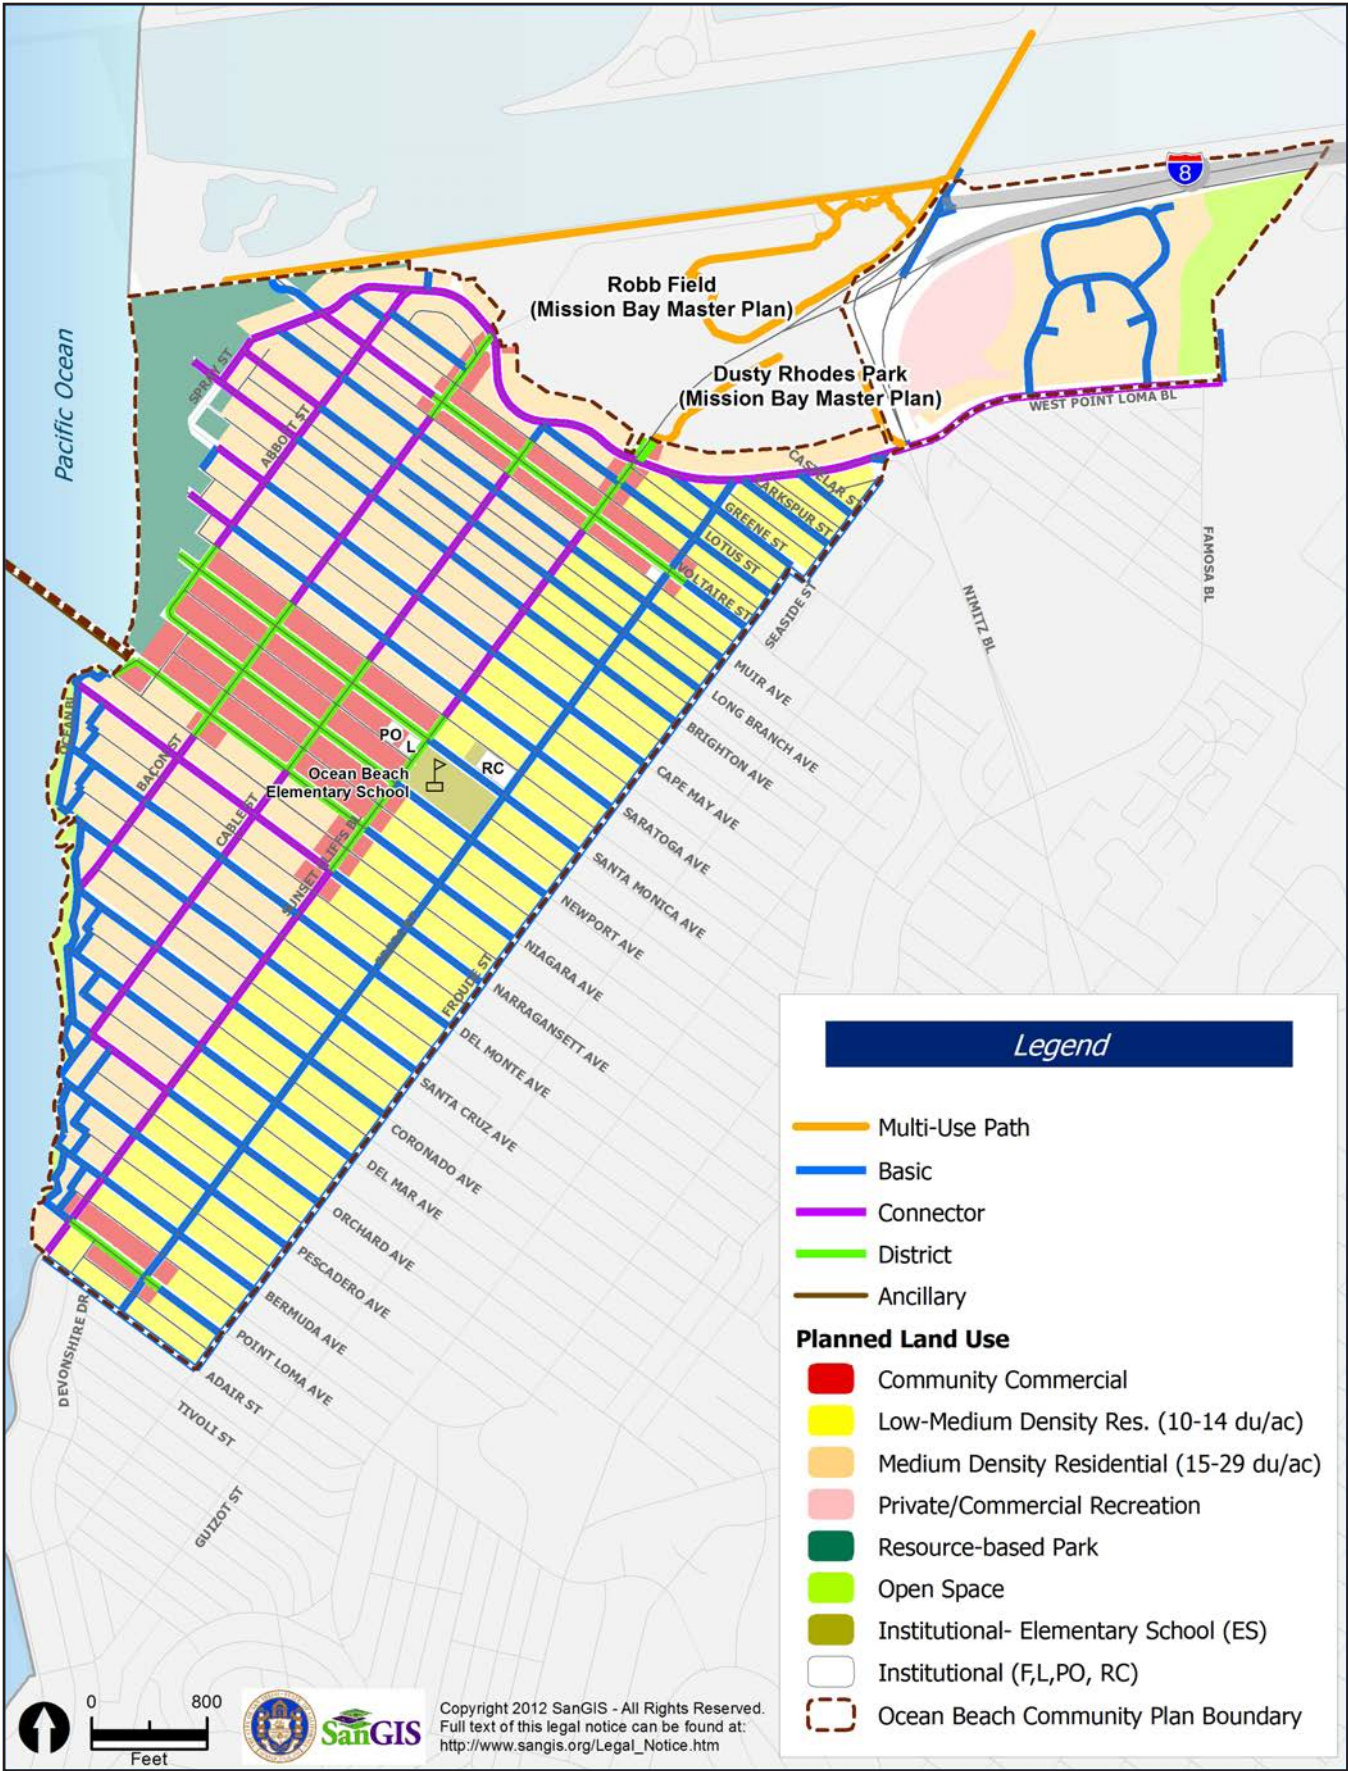 8
Robb Field
(Mission Bay Master Plan)
Pacific Ocean
Dusty Rhodes Park
(Mission Bay Master Plan)
WEST POINT LOMA BL
SPRAY ST
ABBOTT ST
CASTELAR ST
LARKSPUR ST
GREENE ST
LOTUS ST
VOLTAIRE ST
SEASIDE ST
FAMOSA BL
NIMITZ BL
MUIR AVE
LONG BRANCH AVE
BRIGHTON AVE
CAPE MAY AVE
SARATOGA AVE
SANTA MONICA AVE
NEWPORT AVE
NIAGARA AVE
NARRAGANSETT AVE
DEL MONTE AVE
SANTA CRUZ AVE
CORONADO AVE
DEL MAR AVE
ORCHARD AVE
PESCADERO AVE
BERMUDA AVE
POINT LOMA AVE
ADAIR ST
TIVOLI ST
GUIZOT ST
DEVONSHIRE DR
OCEAN BL
BACON ST
CABLE ST
SUNSET CLIFFS BL
FROUDE ST
PO
L
RC
Ocean Beach
Elementary School
Legend
Multi-Use Path
Basic
Connector
District
Ancillary
Planned Land Use
Community Commercial
Low-Medium Density Res. (10-14 du/ac)
Medium Density Residential (15-29 du/ac)
Private/Commercial Recreation
Resource-based Park
Open Space
Institutional- Elementary School (ES)
Institutional (F,L,PO, RC)
Ocean Beach Community Plan Boundary
0 800
Feet
SanGIS
Copyright 2012 SanGIS - All Rights Reserved.
Full text of this legal notice can be found at:
http://www.sangis.org/Legal_Notice.htm